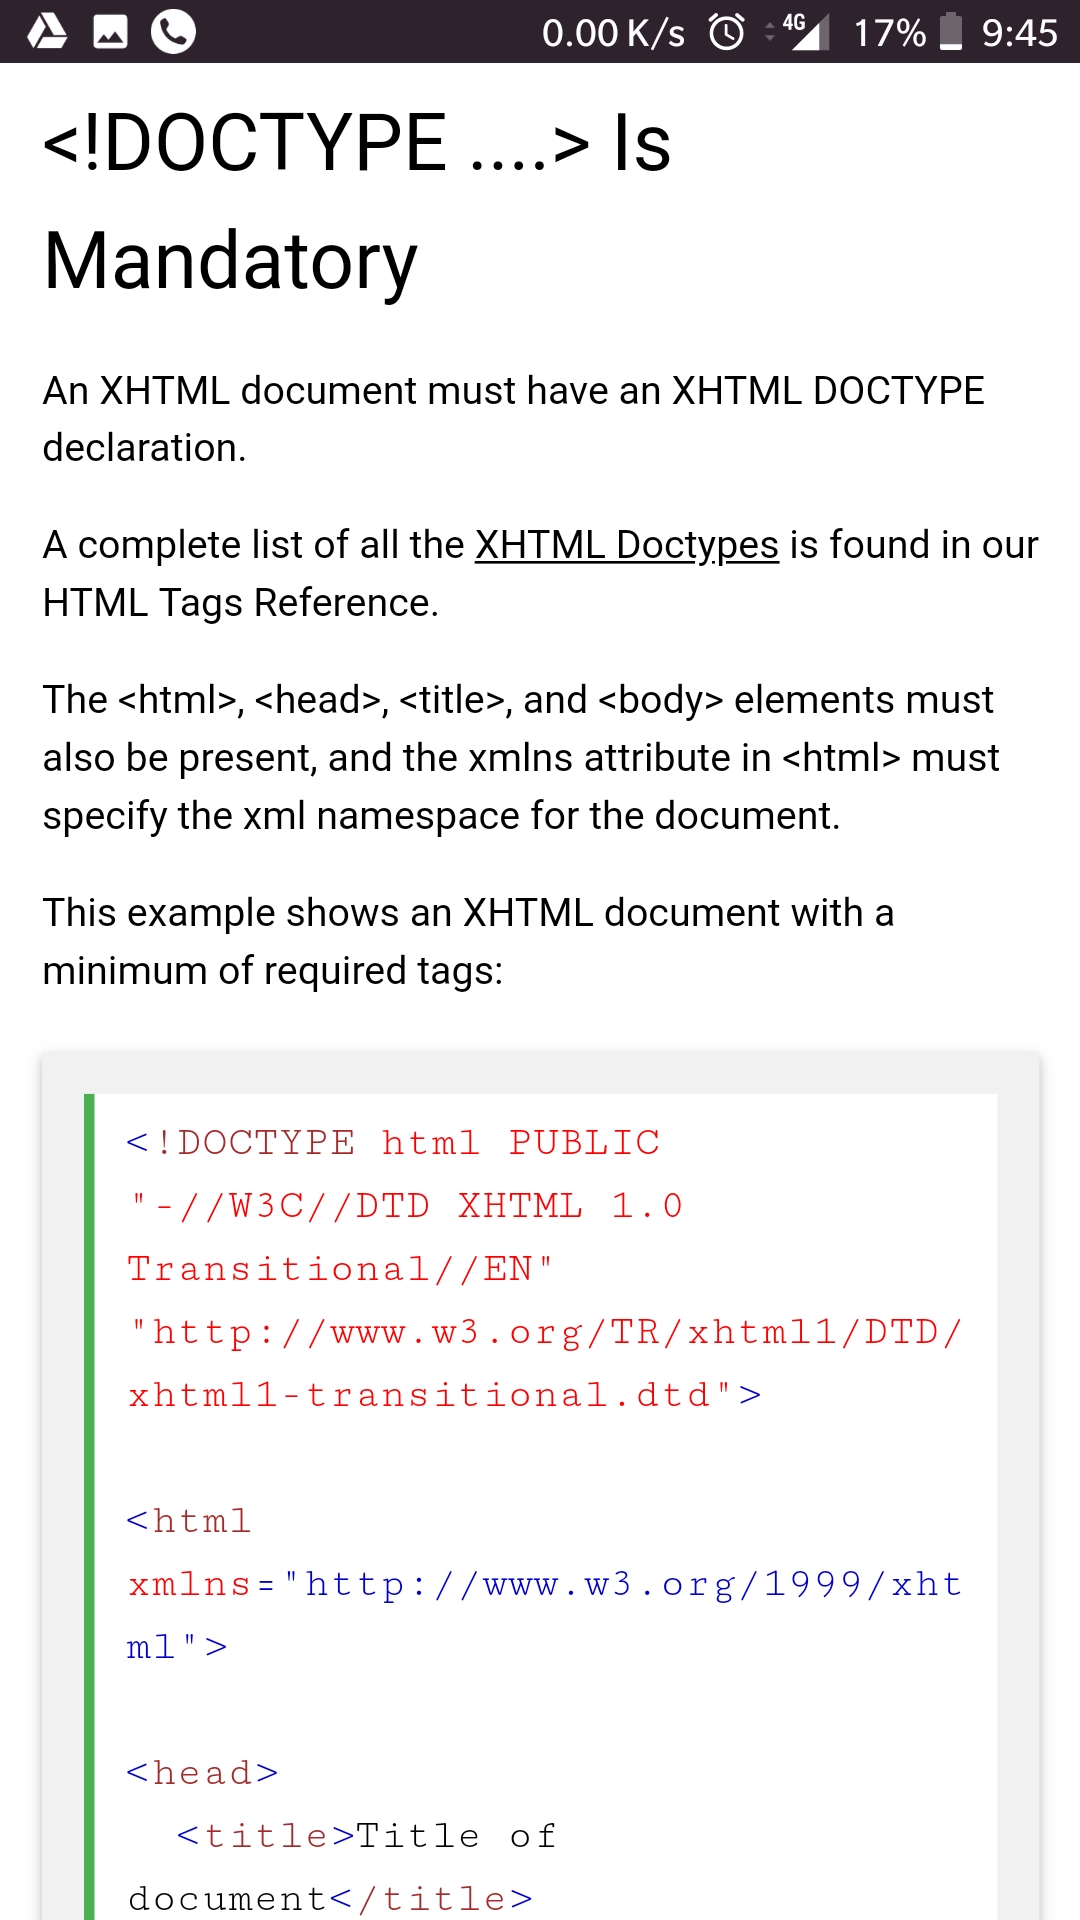 0.00 K/s 4G 17% 9:45
<!DOCTYPE ....> Is
Mandatory
An XHTML document must have an XHTML DOCTYPE
declaration.
A complete list of all the XHTML Doctypes is found in our
HTML Tags Reference.
The <html>, <head>, <title>, and <body> elements must
also be present, and the xmlns attribute in <html> must
specify the xml namespace for the document.
This example shows an XHTML document with a
minimum of required tags:
<!DOCTYPE html PUBLIC
"-//W3C//DTD XHTML 1.0
Transitional//EN"
"http://www.w3.org/TR/xhtml1/DTD/
xhtml1-transitional.dtd">
<html
xmlns="http://www.w3.org/1999/xht
ml">
<head>
<title>Title of
document</title>